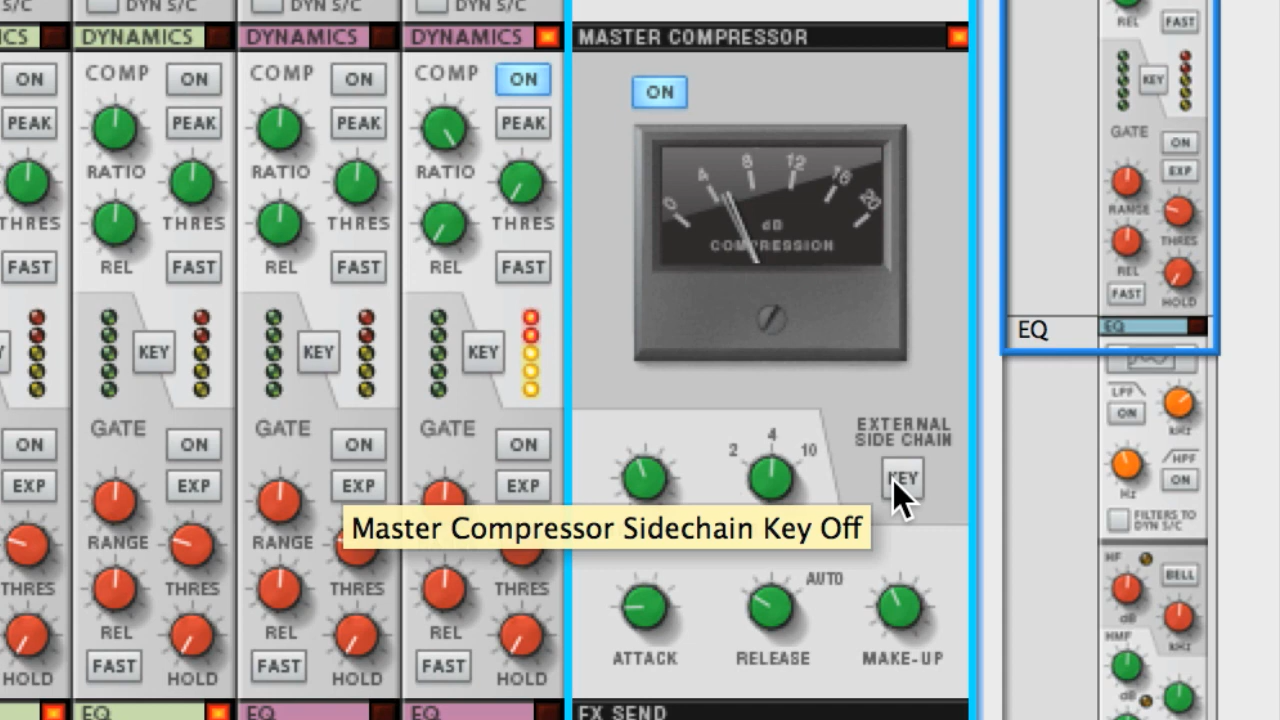 S/C
DYN S/C
DYN S/C
DYN S/C
ICS
DYNAMICS
DYNAMICS
DYNAMICS
MASTER COMPRESSOR
REL
FAST
ON
COMP
ON
COMP
ON
COMP
ON
ON
KEY
PEAK
PEAK
PEAK
PEAK
GATE
ON
EXP
RATIO
RATIO
RATIO
0
4
8
12
16
20
dB
COMPRESSION
RANGE
THRES
THRES
THRES
THRES
THRES
REL
REL
REL
REL
FAST
FAST
FAST
FAST
FAST
HOLD
EQ
EQ
KEY
KEY
KEY
LPF
ON
kHz
GATE
GATE
GATE
ON
ON
ON
ON
2
4
10
EXTERNAL
SIDE CHAIN
KEY
HPF
Hz
ON
EXP
EXP
EXP
EXP
FILTERS TO
DYN S/C
Master Compressor Sidechain Key Off
RANGE
RANGE
HF
BELL
dB
kHz
THRES
THRES
THRES
THRES
AUTO
REL
REL
REL
ATTACK
RELEASE
MAKE-UP
HMF
dB
HOLD
FAST
HOLD
FAST
HOLD
FAST
HOLD
EQ
EQ
EQ
FX SEND